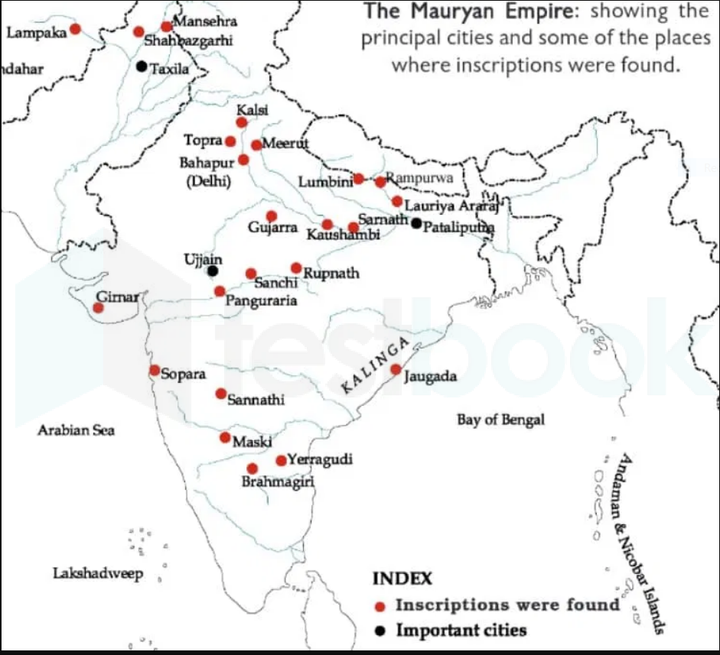 The Mauryan Empire: showing the
principal cities and some of the places
where inscriptions were found.
Mansehra
Lampaka
Shahbazgarhi
ndahar
Taxila
Kalsi
Topra
Meerut
Bahapur
(Delhi)
Lumbini
Rampurwa
Lauriya Araraj
Sarnath
Pataliputra
Gujarra
Kaushambi
Ujjain
Rupnath
Sanchi
Girnar
Panguraria
testbook
KALINGA
Sopara
Jaugada
Sannathi
Arabian Sea
Bay of Bengal
Maski
Yerragudi
Brahmagiri
Andaman & Nicobar Islands
Lakshadweep
INDEX
Inscriptions were found
Important cities